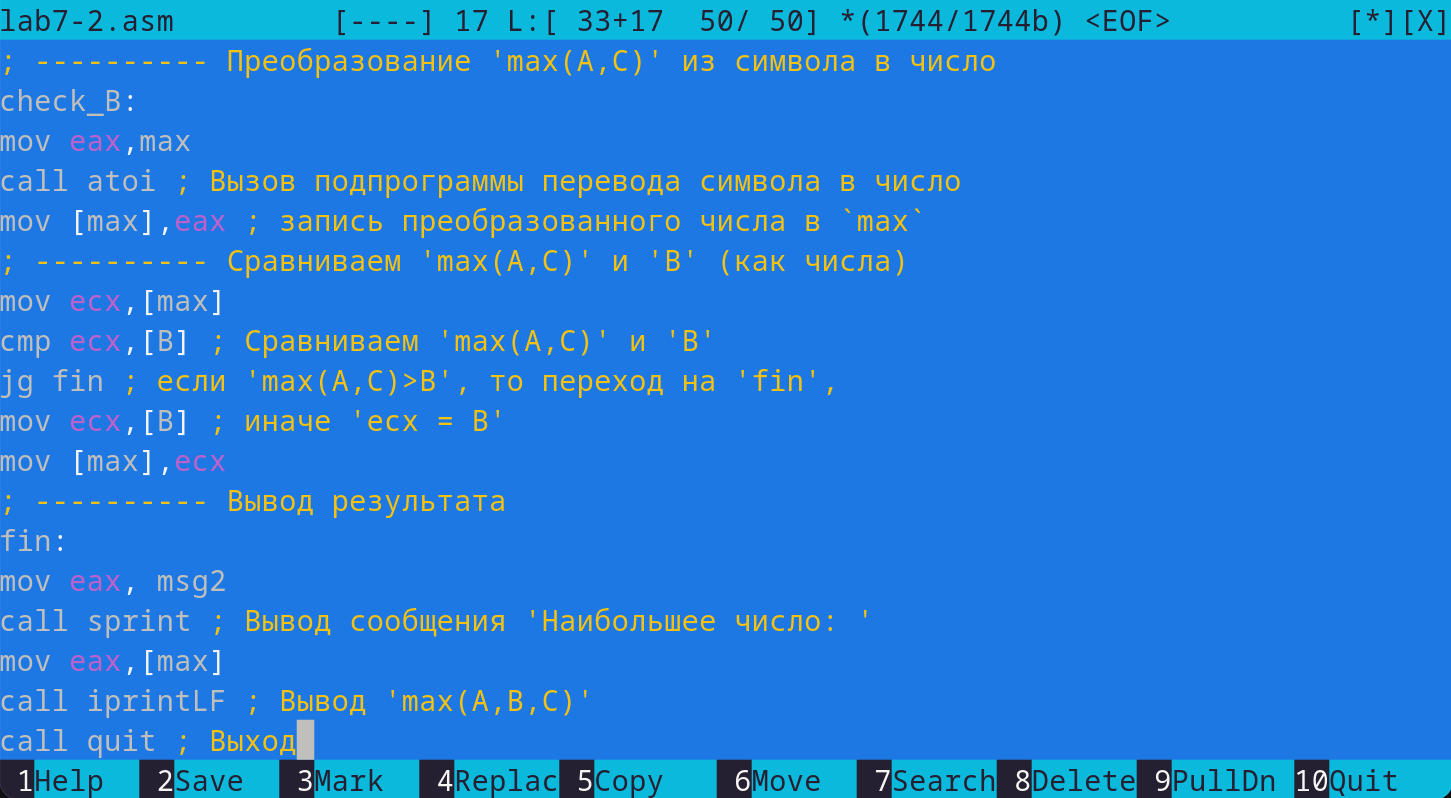 lab7-2.asm         [----] 17 L:[ 33+17  50/ 50] *(1744/1744b) <EOF>          [*][X]
; ---------- Преобразование 'max(A,C)' из символа в число
check_B:
mov eax,max
call atoi ; Вызов подпрограммы перевода символа в число
mov [max],eax ; запись преобразованного числа в `max`
; ---------- Сравниваем 'max(A,C)' и 'B' (как числа)
mov ecx,[max]
cmp ecx,[B] ; Сравниваем 'max(A,C)' и 'B'
jg fin ; если 'max(A,C)>B', то переход на 'fin',
mov ecx,[B] ; иначе 'ecx = B'
mov [max],ecx
; ---------- Вывод результата
fin:
mov eax, msg2
call sprint ; Вывод сообщения 'Наибольшее число: '
mov eax,[max]
call iprintLF ; Вывод 'max(A,B,C)'
call quit ; Выход
1Help  2Save  3Mark  4Replac 5Copy  6Move  7Search 8Delete 9PullDn 10Quit